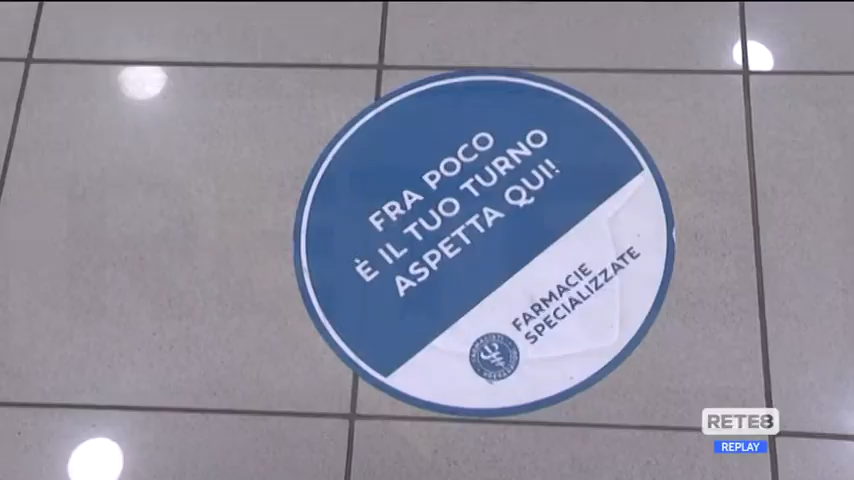 FRA POCO
È IL TUO TURNO
ASPETTA QUI!
FARMACIE
SPECIALIZZATE
RETE8
REPLAY